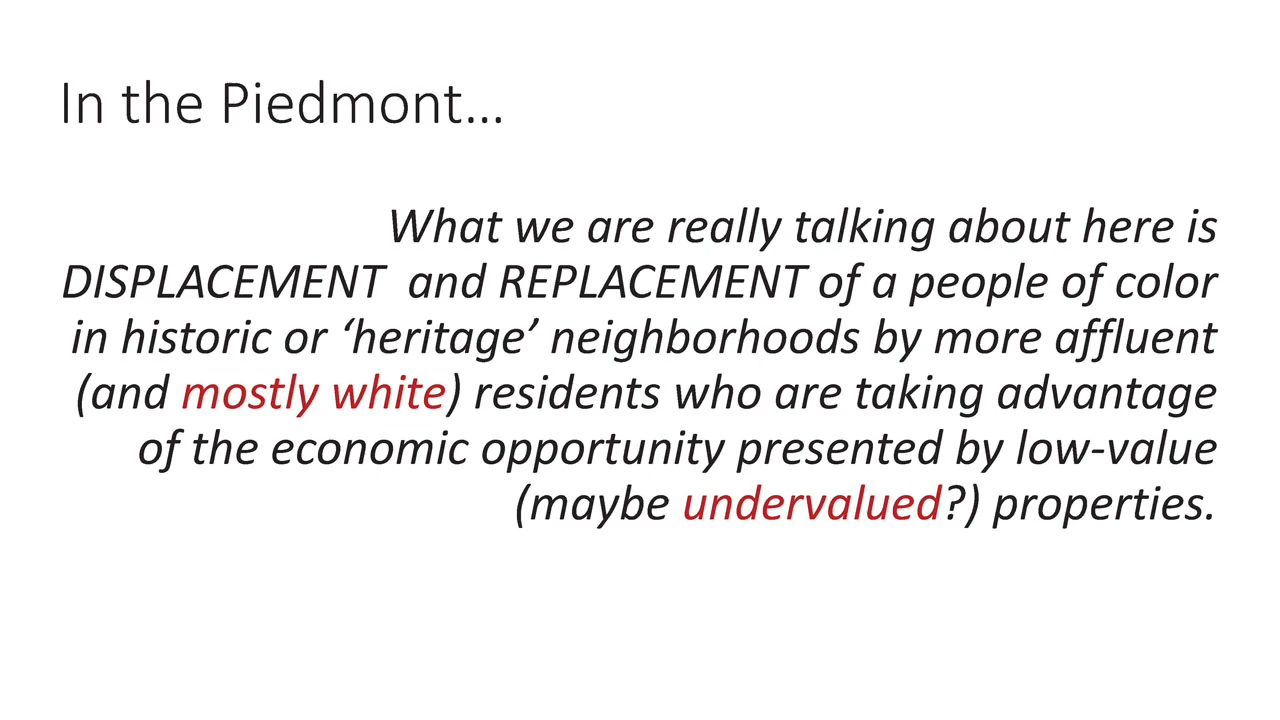 In the Piedmont...
What we are really talking about here is
DISPLACEMENT and REPLACEMENT of a people of color
in historic or ‘heritage’ neighborhoods by more affluent
(and mostly white) residents who are taking advantage
of the economic opportunity presented by low-value
(maybe undervalued?) properties.